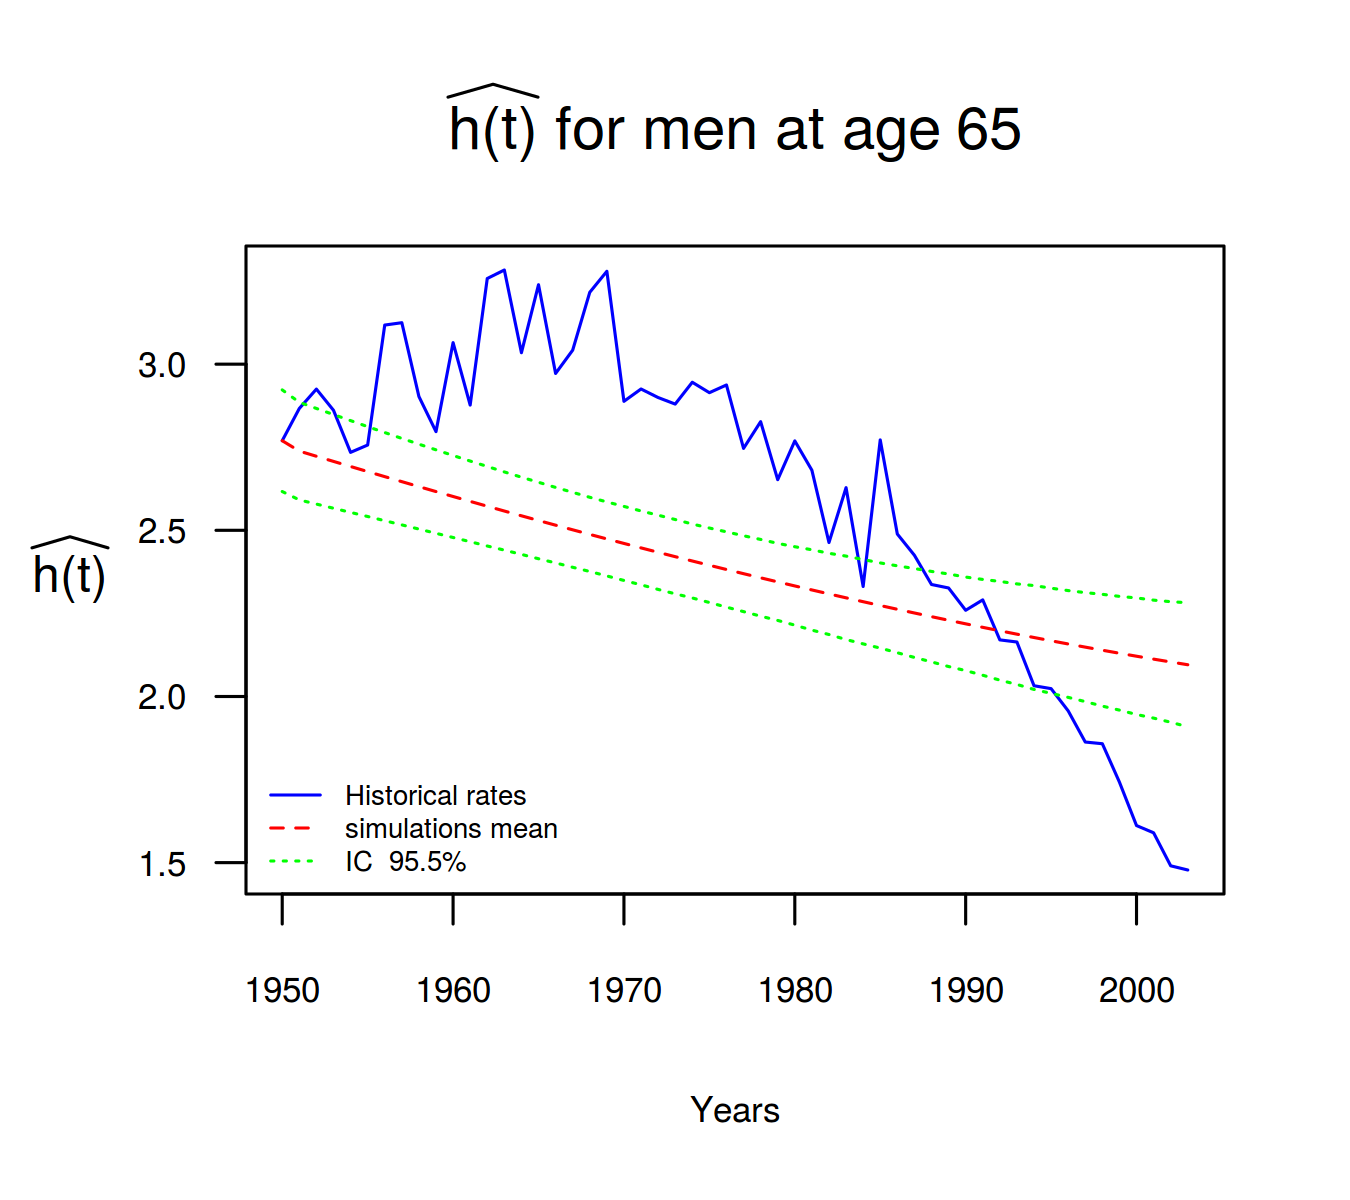 h(t) for men at age 65
h(t)
3.0
2.5
2.0
1.5
Historical rates
simulations mean
IC 95.5%
1950 1960 1970 1980 1990 2000
Years